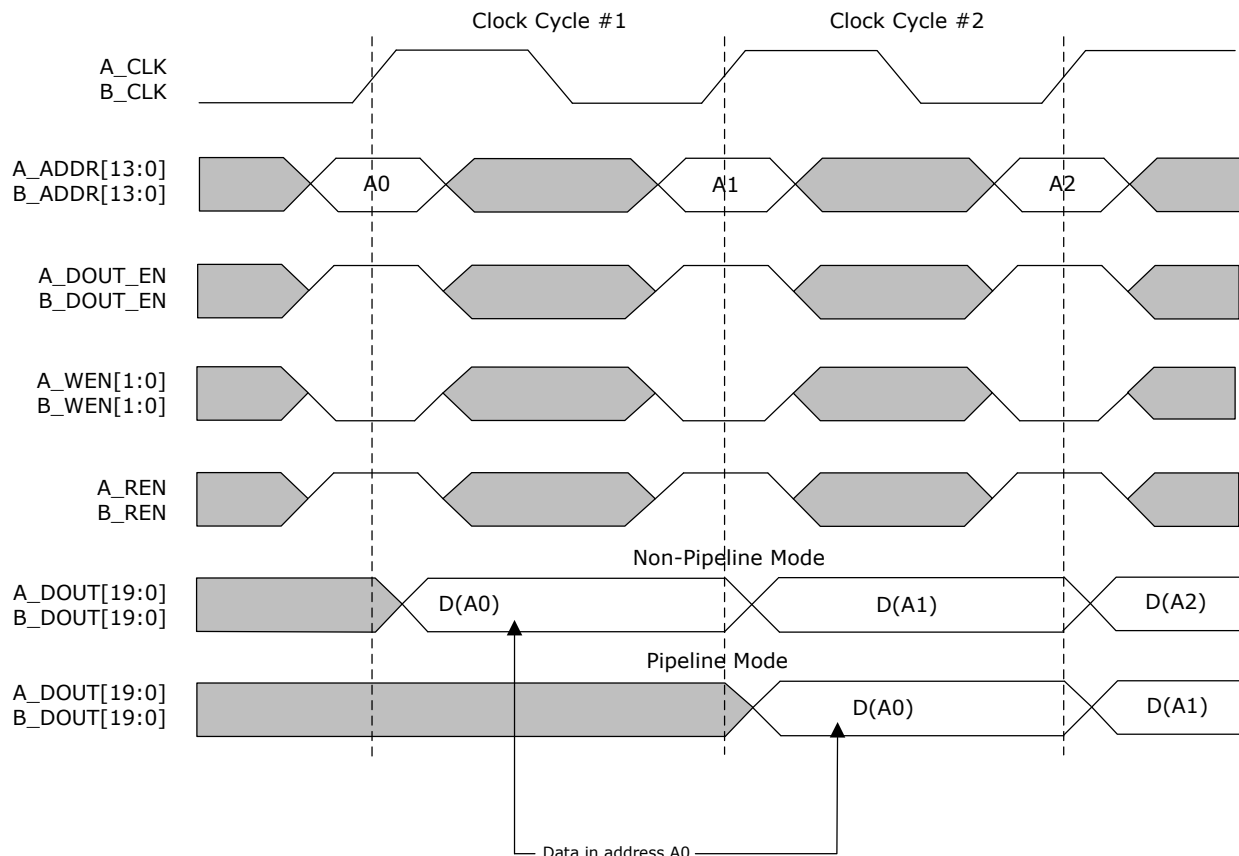 Clock Cycle #1
Clock Cycle #2
A_CLK
B_CLK
A_ADDR[13:0]
B_ADDR[13:0]
A0
A1
A2
A_DOUT_EN
B_DOUT_EN
A_WEN[1:0]
B_WEN[1:0]
A_REN
B_REN
Non-Pipeline Mode
A_DOUT[19:0]
B_DOUT[19:0]
D(A0)
D(A1)
D(A2)
Pipeline Mode
A_DOUT[19:0]
B_DOUT[19:0]
D(A0)
D(A1)
Data in address A0